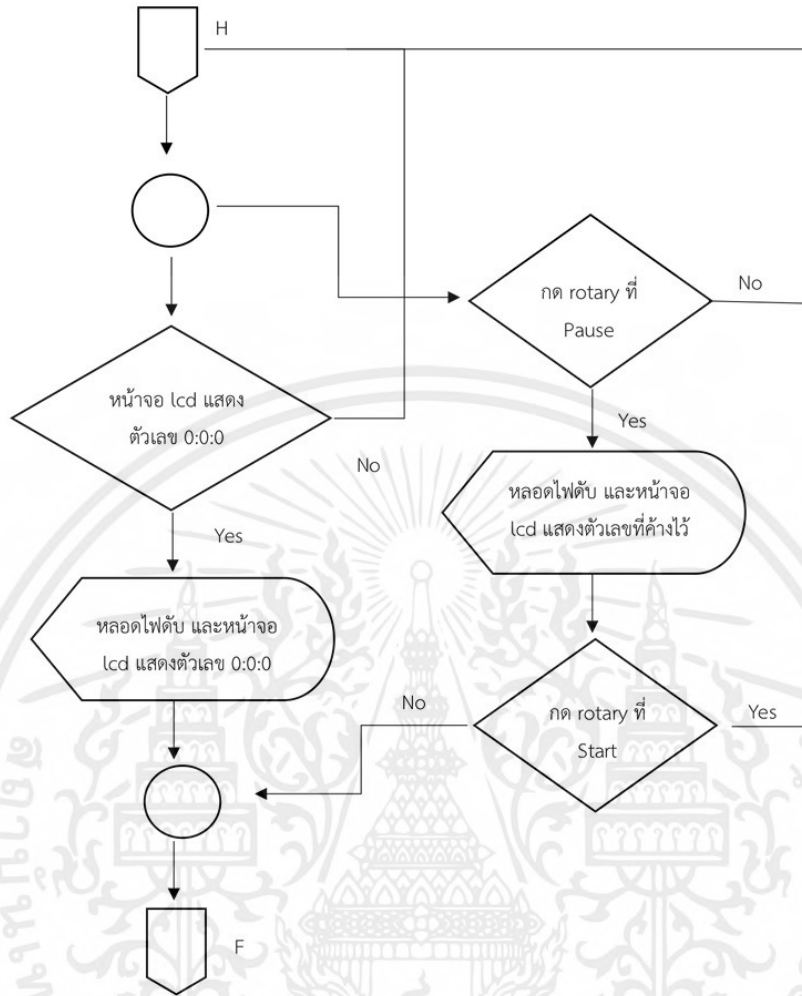 H
กด rotary ที่
Pause
No
หน้าจอ lcd แสดง
ตัวเลข 0:0:0
No
Yes
Yes
หลอดไฟดับ และหน้าจอ
lcd แสดงตัวเลขที่ค้างไว้
หลอดไฟดับ และหน้าจอ
lcd แสดงตัวเลข 0:0:0
No
กด rotary ที่
Start
Yes
F